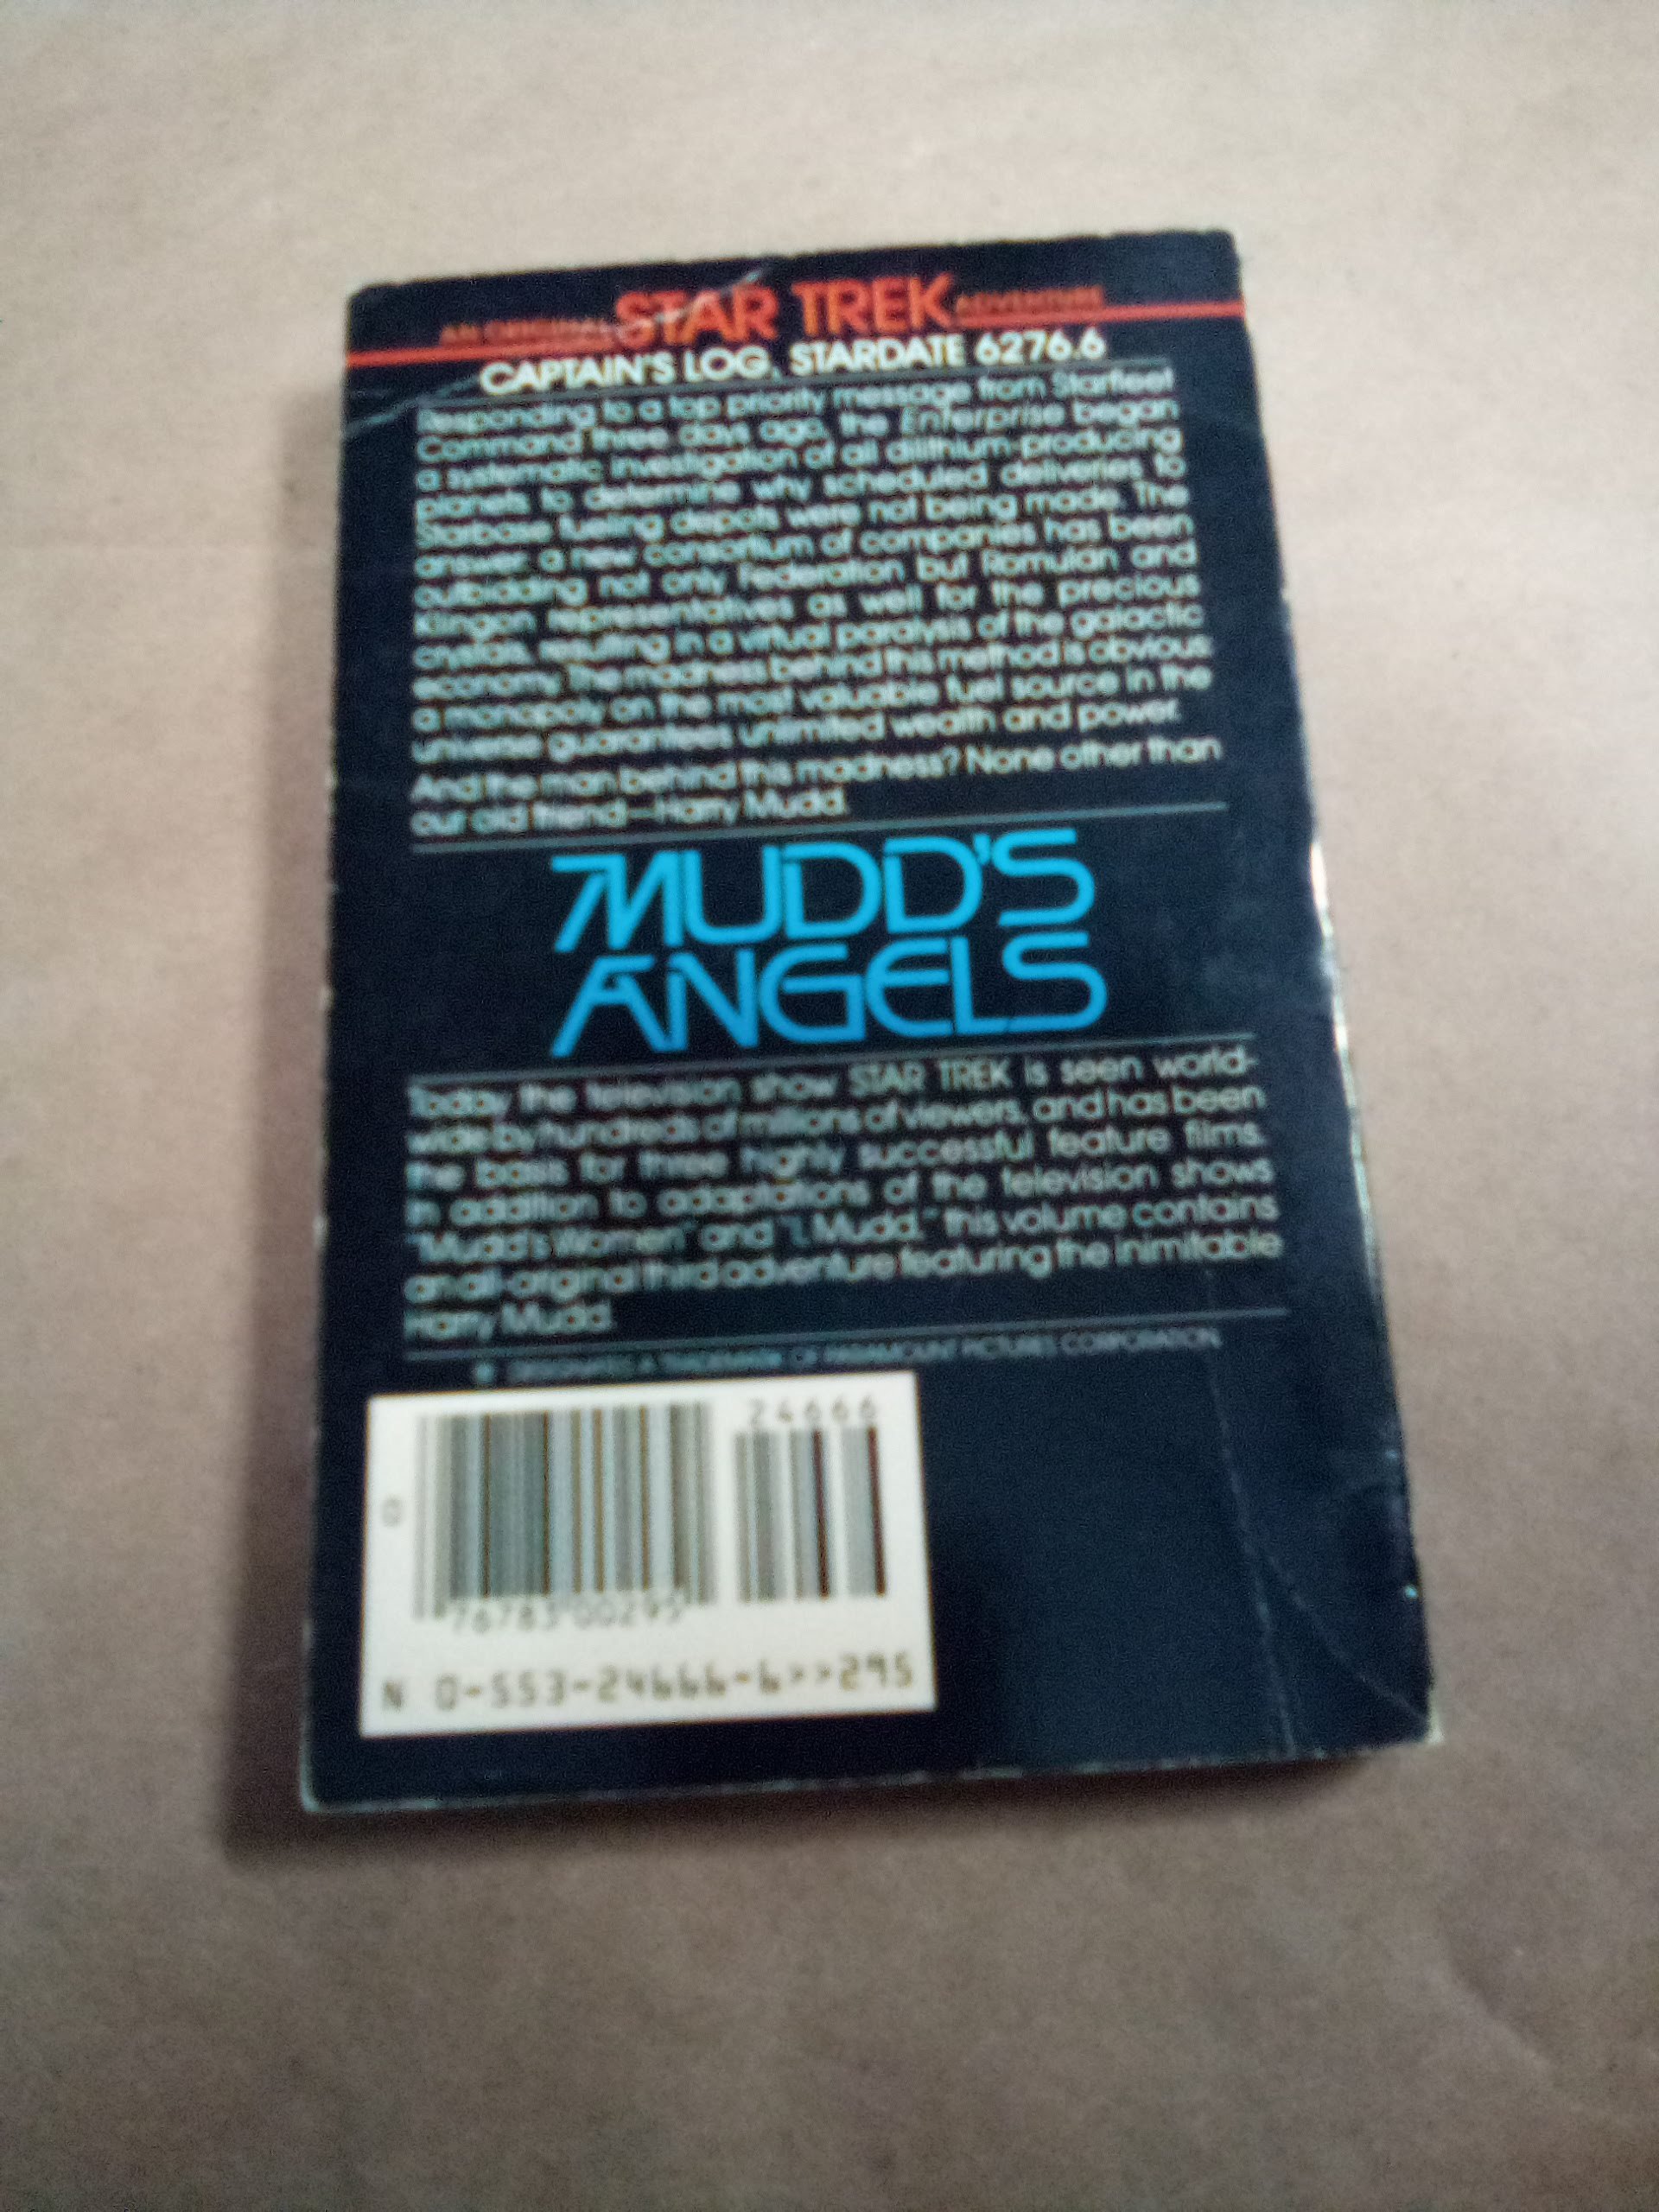 AN ORIGINAL STAR TREK ADVENTURE
CAPTAIN'S LOG, STARDATE 6276.6
Responding to a top priority message from Starfleet
Command three days ago, the Enterprise began
a systematic investigation of all dilithium-producing
planets to determine why scheduled deliveries to
Starbase fueling depots were not being made. The
answer: a new consortium of companies has been
outbidding not only Federation but Romulan and
Klingon representatives as well for the precious
crystals, resulting in a virtual paralysis of the galactic
economy. The madness behind this method is obvious
a monopoly on the most valuable fuel source in the
universe guarantees unlimited wealth and power.
And the man behind this madness? None other than
our old friend—Harry Mudd.
MUDD'S
ANGELS
Today the television show STAR TREK is seen world-
wide by hundreds of millions of viewers, and has been
the basis for three highly successful feature films.
In addition to adaptations of the television shows
"Mudd's Women" and "I, Mudd," this volume contains
an all-original third adventure featuring the inimitable
Harry Mudd.
* DESIGNATES A TRADEMARK OF PARAMOUNT PICTURES CORPORATION
24666
0
76783 00295
N 0-553-24666-6>>295